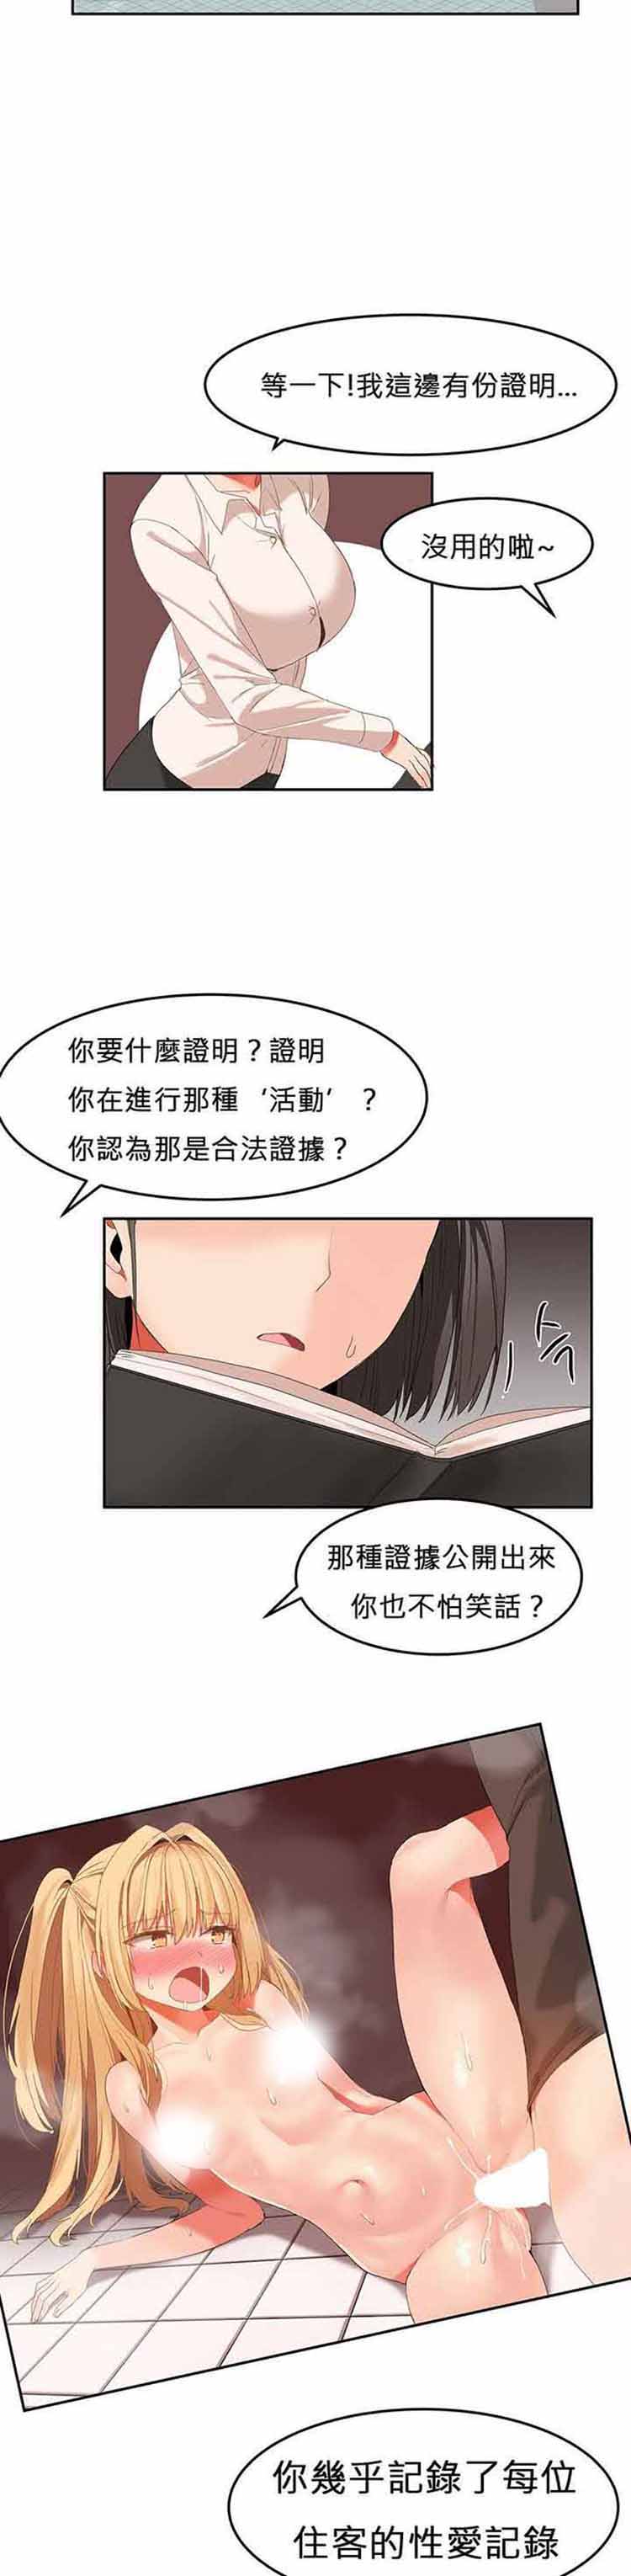 等一下!我這邊有份證明...
沒用的啦~
你要什麼證明？證明
你在進行那種‘活動’？
你認為那是合法證據？
那種證據公開出來
你也不怕笑話？
你幾乎記錄了每位
住客的性愛記錄